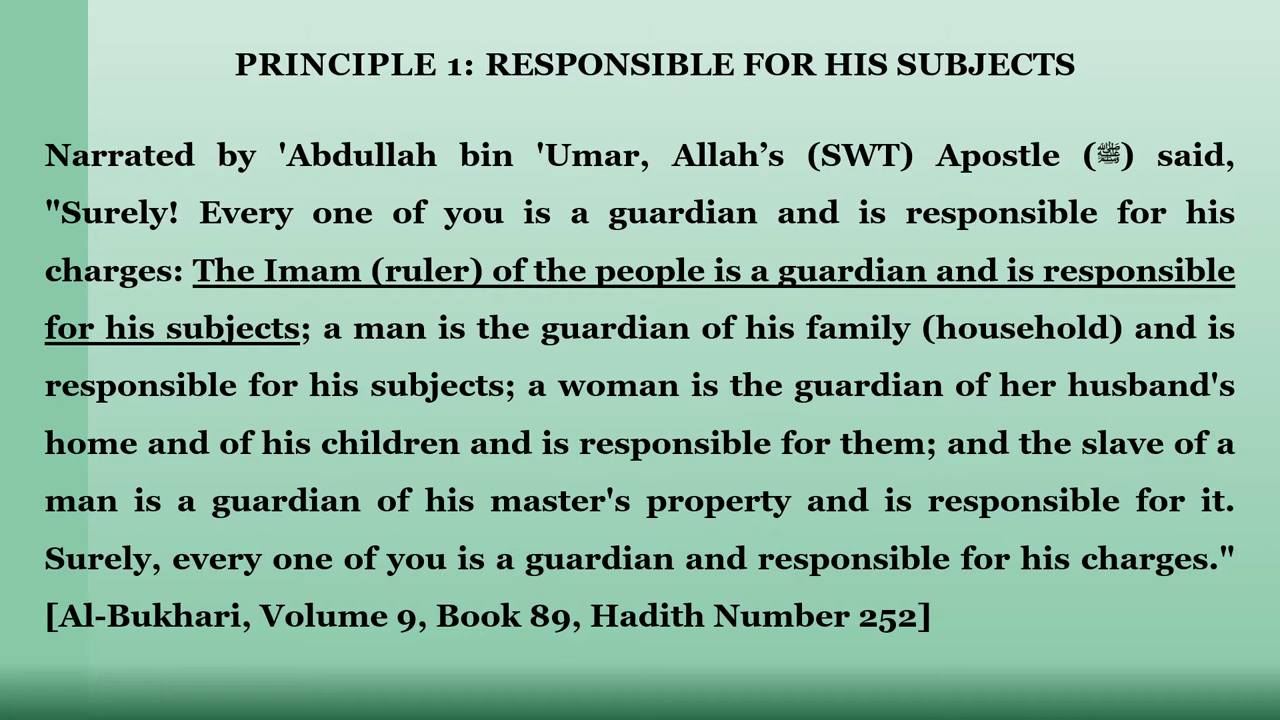 PRINCIPLE 1: RESPONSIBLE FOR HIS SUBJECTS
Narrated by 'Abdullah bin 'Umar, Allah’s (SWT) Apostle (ﷺ) said,
"Surely! Every one of you is a guardian and is responsible for his
charges: The Imam (ruler) of the people is a guardian and is responsible
for his subjects; a man is the guardian of his family (household) and is
responsible for his subjects; a woman is the guardian of her husband's
home and of his children and is responsible for them; and the slave of a
man is a guardian of his master's property and is responsible for it.
Surely, every one of you is a guardian and responsible for his charges."
[Al-Bukhari, Volume 9, Book 89, Hadith Number 252]